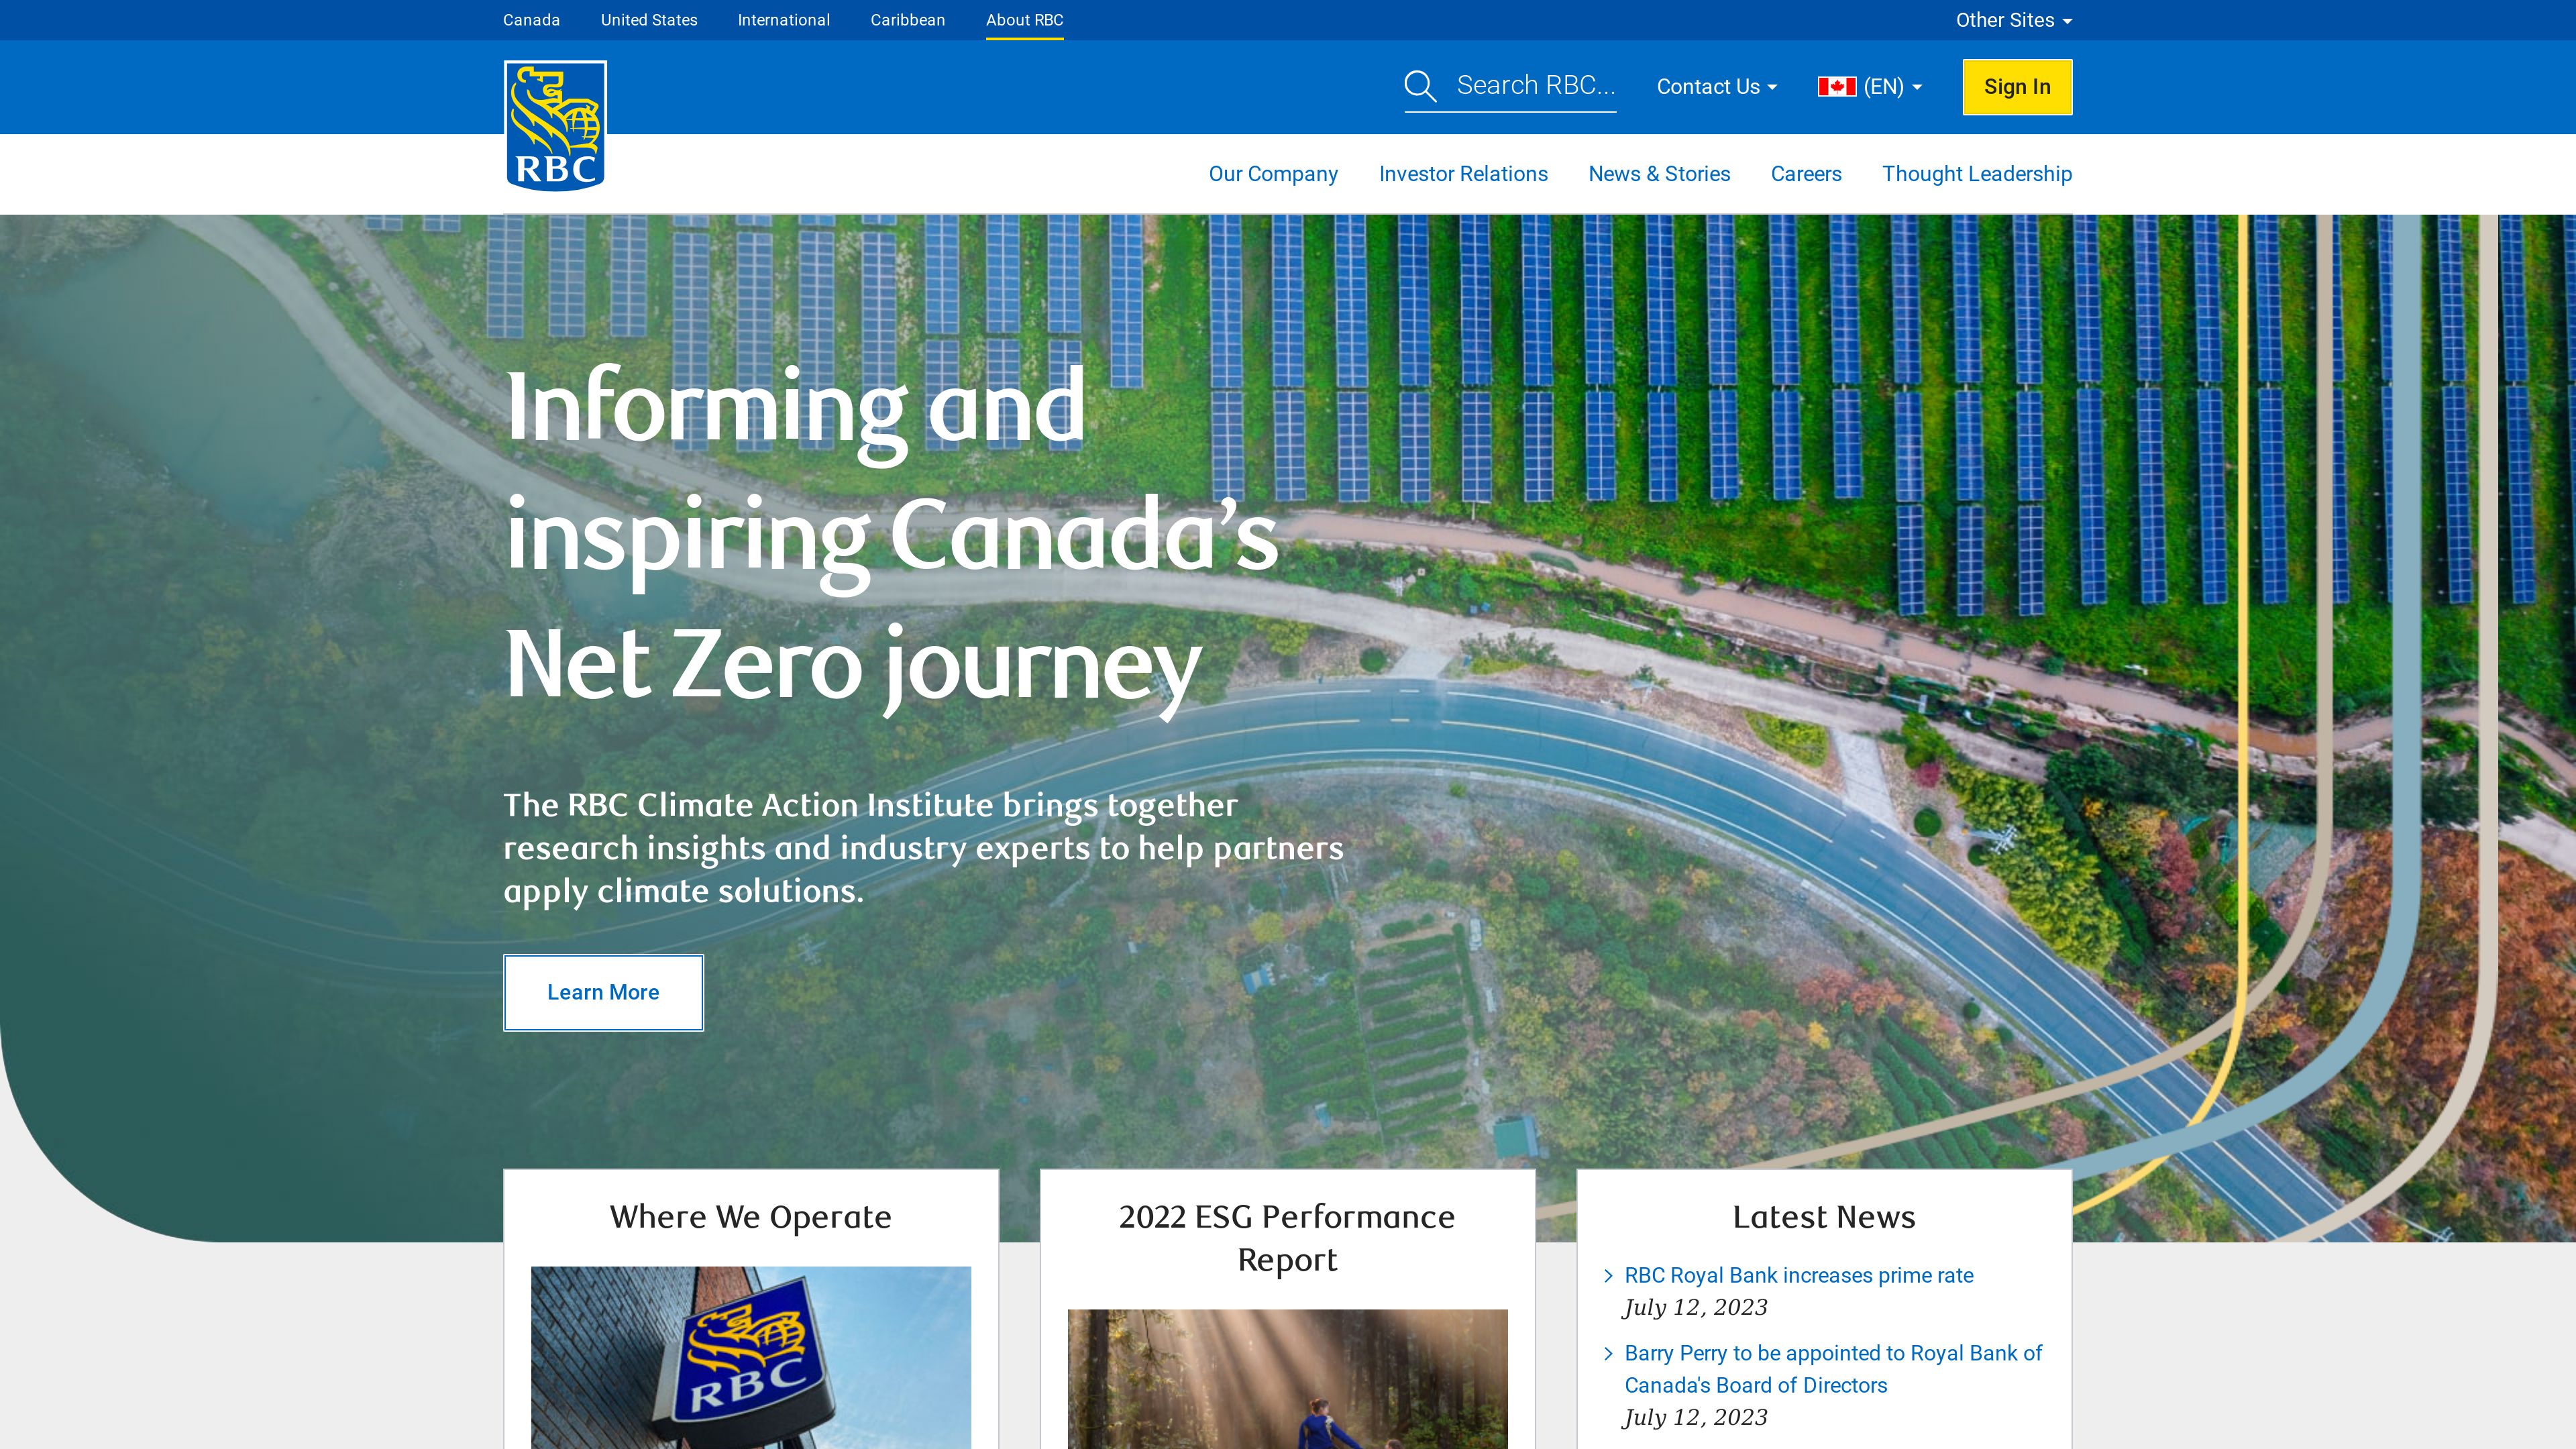 Canada United States International Caribbean About RBC Other Sites
Search RBC... Contact Us (EN) Sign In
RBC
Our Company Investor Relations News & Stories Careers Thought Leadership
Informing and
inspiring Canada’s
Net Zero journey
The RBC Climate Action Institute brings together
research insights and industry experts to help partners
apply climate solutions.
Learn More
Where We Operate
RBC
2022 ESG Performance
Report
Latest News
RBC Royal Bank increases prime rate
July 12, 2023
Barry Perry to be appointed to Royal Bank of
Canada's Board of Directors
July 12, 2023